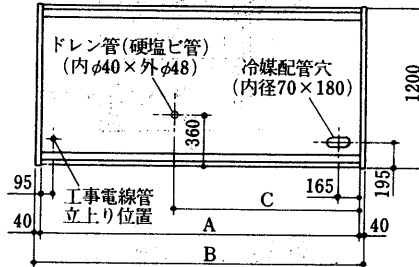 ドレン管(硬塩ビ管)
(内φ40×外φ48)
冷媒配管穴
(内径70×180)
1200
360
95
工事電線管
立上り位置
165
195
C
40
A
40
B